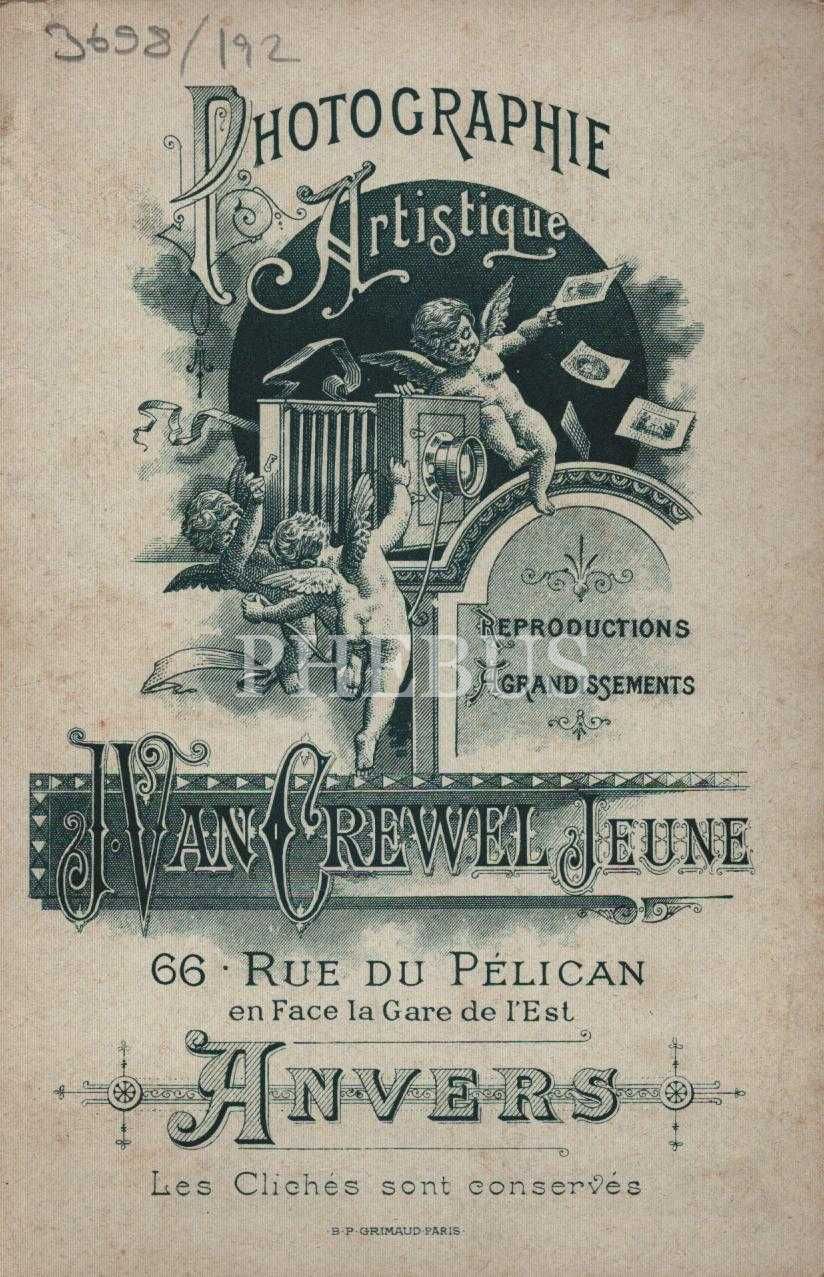 3698/192
PHOTOGRAPHIE
Artistique
REPRODUCTIONS
AGRANDISSEMENTS
PHEBUS
J. VAN CREWEL JEUNE
66 · RUE DU PÉLICAN
en Face la Gare de l'Est
ANVERS
Les Clichés sont conservés
· B · P · GRIMAUD · PARIS ·